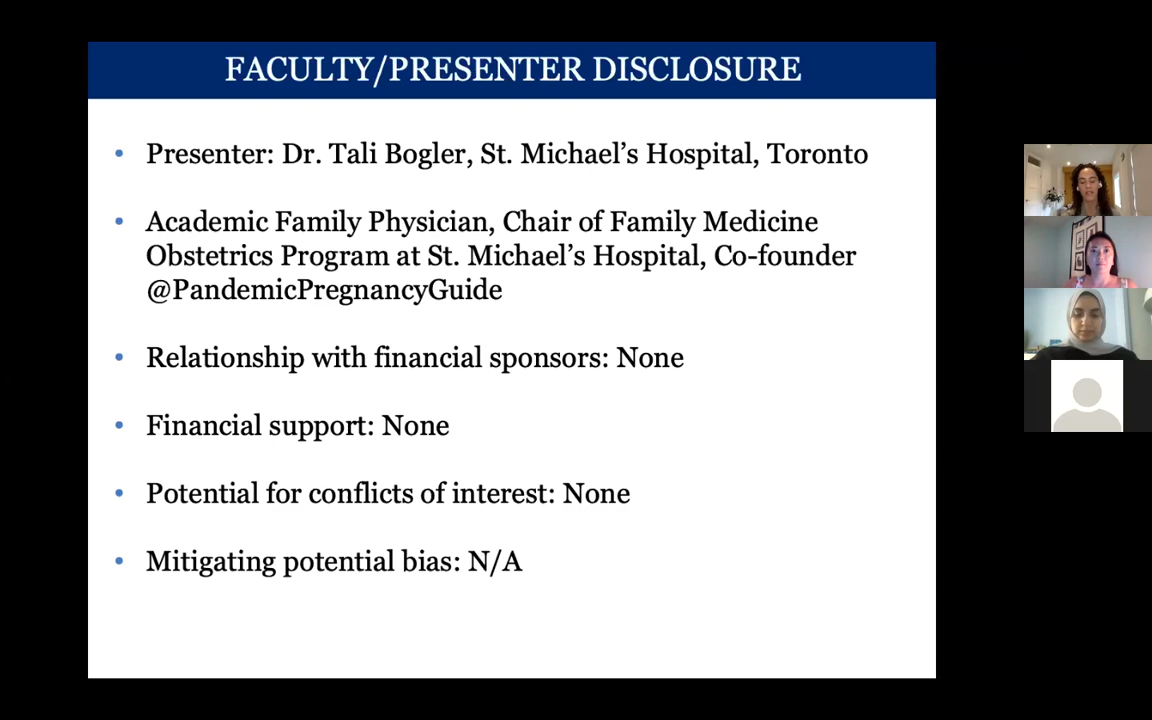 FACULTY/PRESENTER DISCLOSURE
• Presenter: Dr. Tali Bogler, St. Michael’s Hospital, Toronto
• Academic Family Physician, Chair of Family Medicine
Obstetrics Program at St. Michael’s Hospital, Co-founder
@PandemicPregnancyGuide
• Relationship with financial sponsors: None
• Financial support: None
• Potential for conflicts of interest: None
• Mitigating potential bias: N/A